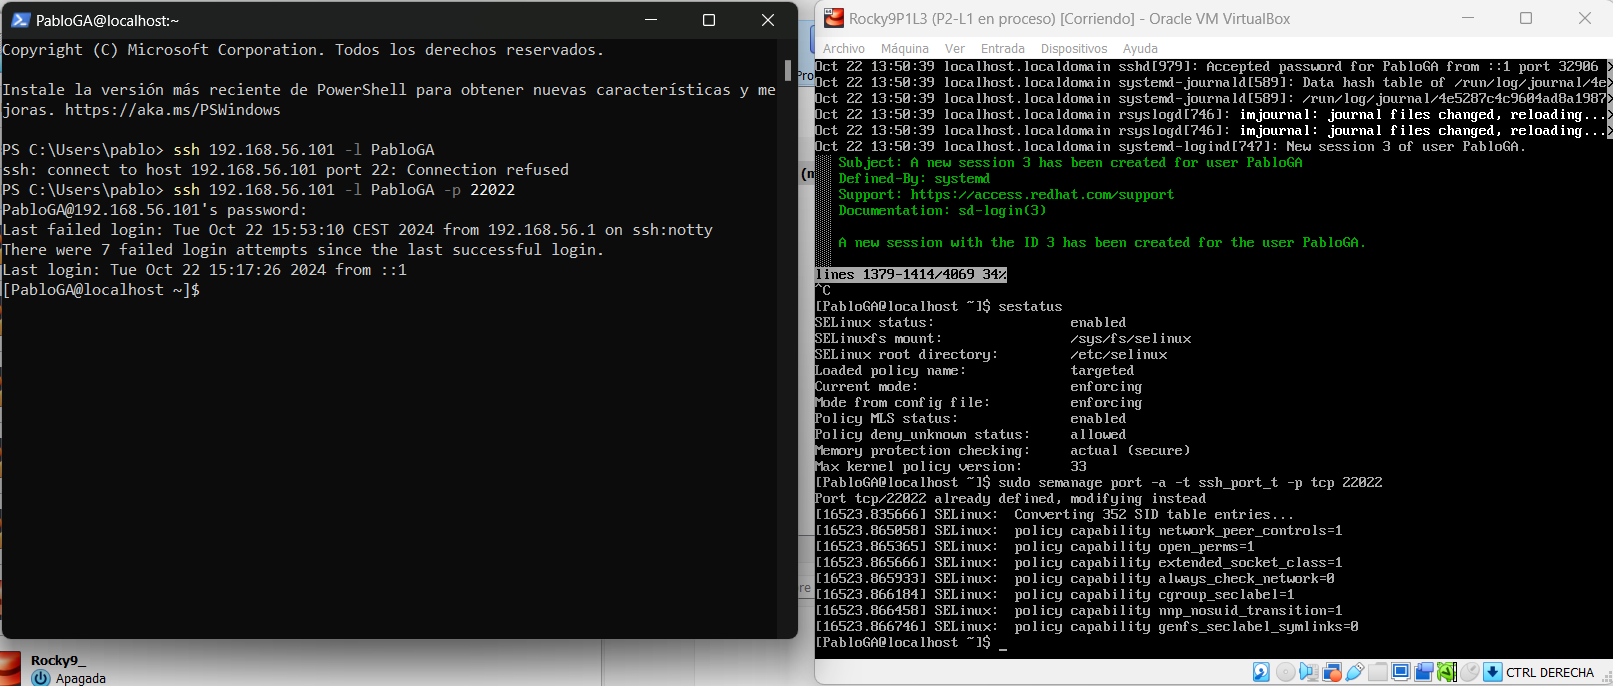 PabloGA@localhost:~
Copyright (C) Microsoft Corporation. Todos los derechos reservados.
Instale la versión más reciente de PowerShell para obtener nuevas características y me
joras. https://aka.ms/PSWindows
PS C:\Users\pablo> ssh 192.168.56.101 -l PabloGA
ssh: connect to host 192.168.56.101 port 22: Connection refused
PS C:\Users\pablo> ssh 192.168.56.101 -l PabloGA -p 22022
PabloGA@192.168.56.101's password:
Last failed login: Tue Oct 22 15:53:10 CEST 2024 from 192.168.56.1 on ssh:notty
There were 7 failed login attempts since the last successful login.
Last login: Tue Oct 22 15:17:26 2024 from ::1
[PabloGA@localhost ~]$
Rocky9_
Apagada
Pro
(n
re
Rocky9P1L3 (P2-L1 en proceso) [Corriendo] - Oracle VM VirtualBox
Archivo Máquina Ver Entrada Dispositivos Ayuda
Oct 22 13:50:39 localhost.localdomain sshd[979]: Accepted password for PabloGA from ::1 port 32906 >
Oct 22 13:50:39 localhost.localdomain systemd-journald[589]: Data hash table of /run/log/journal/4e>
Oct 22 13:50:39 localhost.localdomain systemd-journald[589]: /run/log/journal/4e5287c4c9604ad8a1987>
Oct 22 13:50:39 localhost.localdomain rsyslogd[746]: imjournal: journal files changed, reloading...>
Oct 22 13:50:39 localhost.localdomain rsyslogd[746]: imjournal: journal files changed, reloading...>
Oct 22 13:50:39 localhost.localdomain systemd-logind[747]: New session 3 of user PabloGA.
Subject: A new session 3 has been created for user PabloGA
Defined-By: systemd
Support: https://access.redhat.com/support
Documentation: sd-login(3)
A new session with the ID 3 has been created for the user PabloGA.
lines 1379-1414/4069 34%
^C
[PabloGA@localhost ~]$ sestatus
SELinux status: enabled
SELinuxfs mount: /sys/fs/selinux
SELinux root directory: /etc/selinux
Loaded policy name: targeted
Current mode: enforcing
Mode from config file: enforcing
Policy MLS status: enabled
Policy deny_unknown status: allowed
Memory protection checking: actual (secure)
Max kernel policy version: 33
[PabloGA@localhost ~]$ sudo semanage port -a -t ssh_port_t -p tcp 22022
Port tcp/22022 already defined, modifying instead
[16523.835666] SELinux: Converting 352 SID table entries...
[16523.865058] SELinux: policy capability network_peer_controls=1
[16523.865365] SELinux: policy capability open_perms=1
[16523.865666] SELinux: policy capability extended_socket_class=1
[16523.865933] SELinux: policy capability always_check_network=0
[16523.866184] SELinux: policy capability cgroup_seclabel=1
[16523.866458] SELinux: policy capability nnp_nosuid_transition=1
[16523.866746] SELinux: policy capability genfs_seclabel_symlinks=0
[PabloGA@localhost ~]$ _
CTRL DERECHA